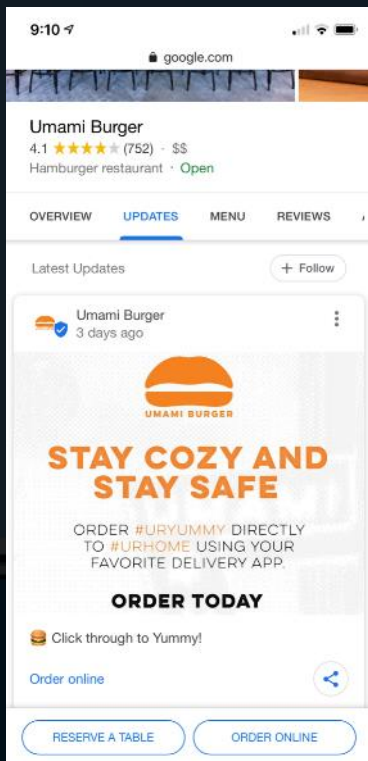 9:10
google.com
Umami Burger
4.1 (752) · $$
Hamburger restaurant · Open
OVERVIEW UPDATES MENU REVIEWS
Latest Updates
+ Follow
Umami Burger
3 days ago
UMAMI BURGER
STAY COZY AND
STAY SAFE
ORDER #URYUMMY DIRECTLY
TO #URHOME USING YOUR
FAVORITE DELIVERY APP.
ORDER TODAY
🍔 Click through to Yummy!
Order online
RESERVE A TABLE
ORDER ONLINE